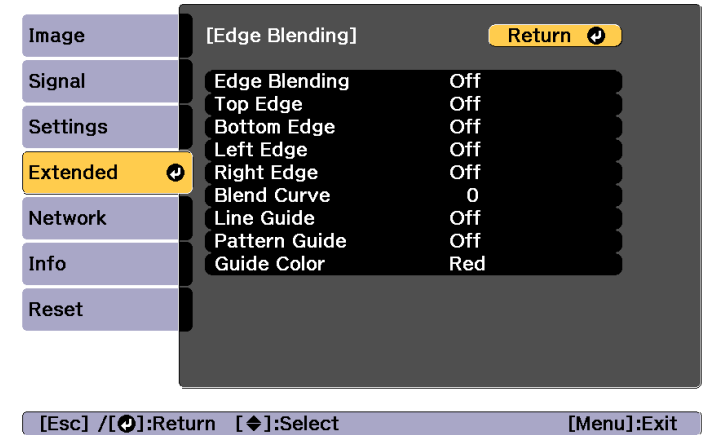 Image
Signal
Settings
Extended
Network
Info
Reset
[Edge Blending] Return
Edge Blending Off
Top Edge Off
Bottom Edge Off
Left Edge Off
Right Edge Off
Blend Curve 0
Line Guide Off
Pattern Guide Off
Guide Color Red
[Esc] /[ ]:Return [ ]:Select [Menu]:Exit